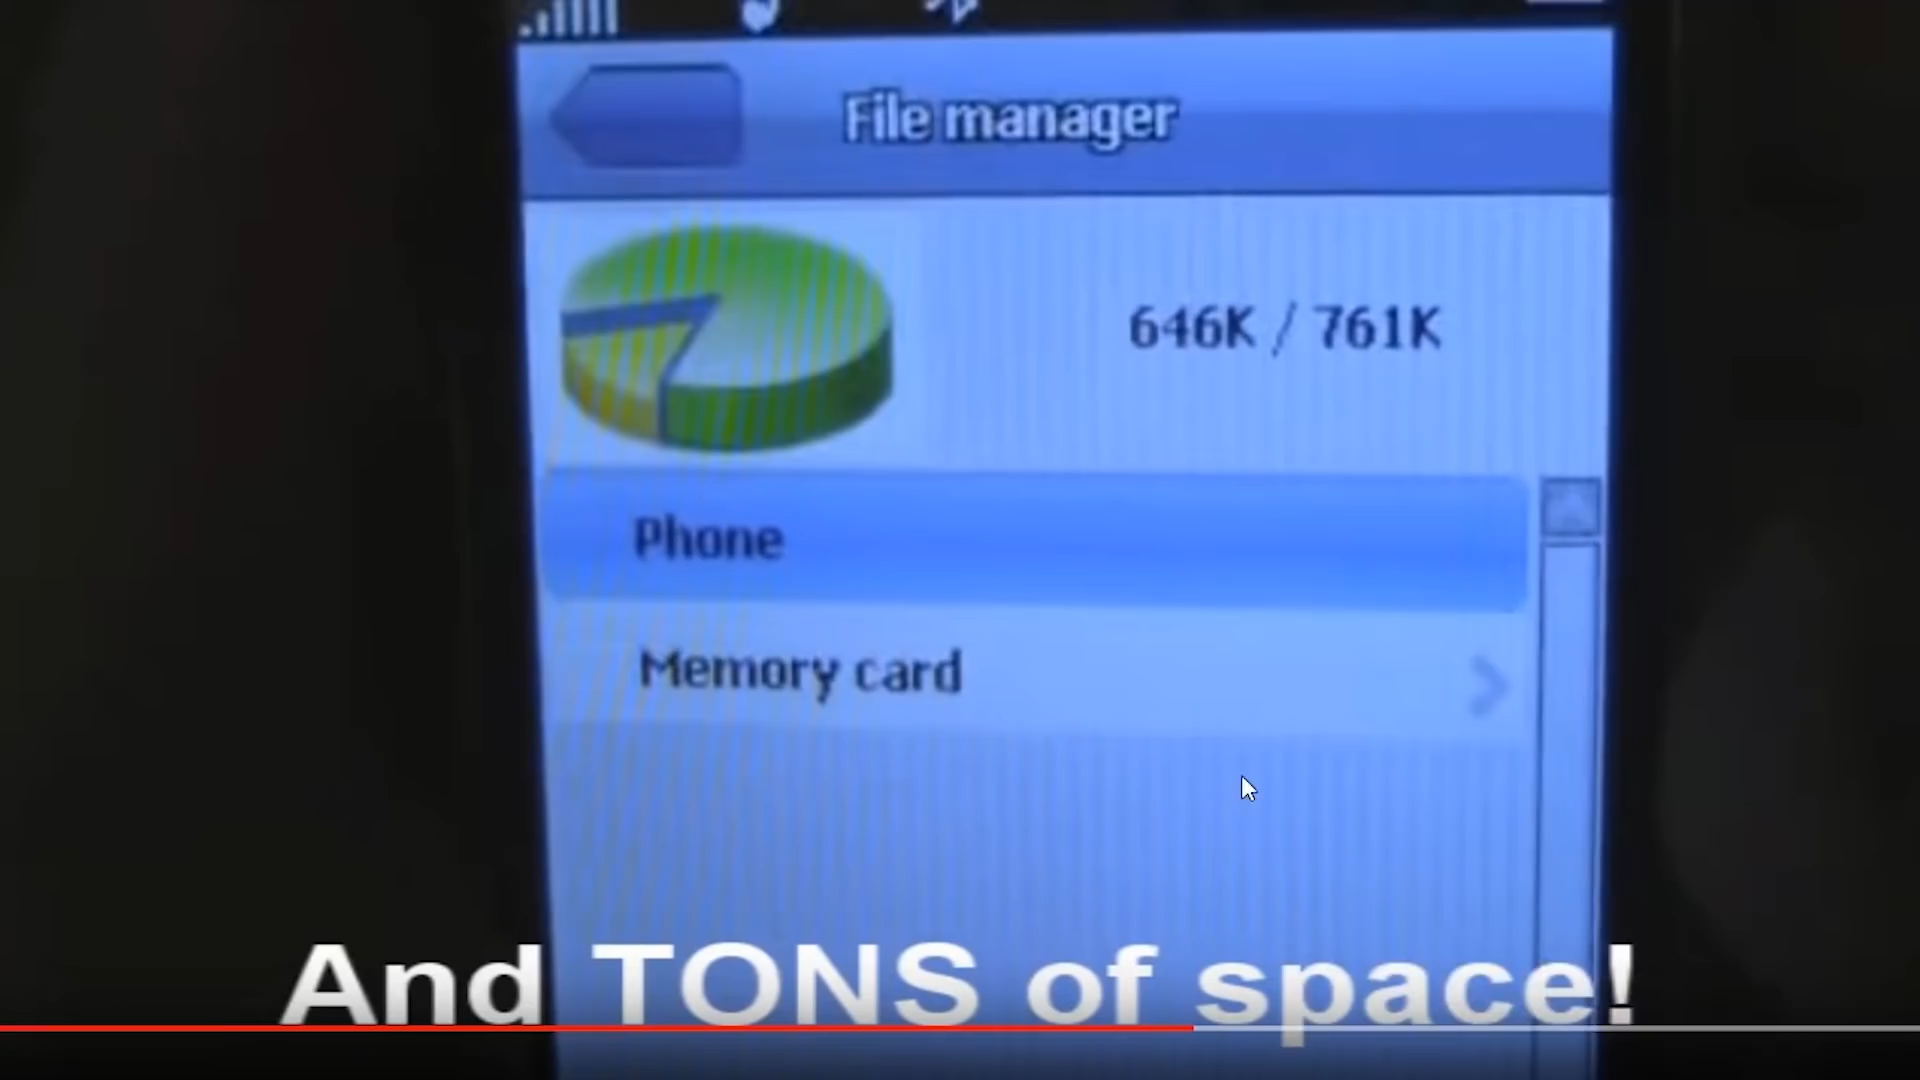 File manager
646K / 761K
Phone
Memory card
And TONS of space!